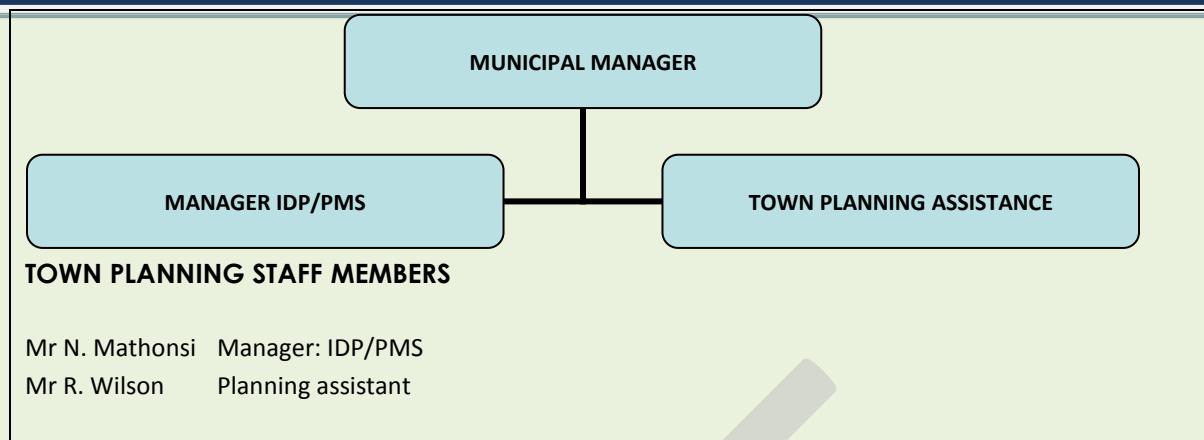 MUNICIPAL MANAGER
MANAGER IDP/PMS
TOWN PLANNING ASSISTANCE
TOWN PLANNING STAFF MEMBERS
Mr N. Mathonsi Manager: IDP/PMS
Mr R. Wilson Planning assistant